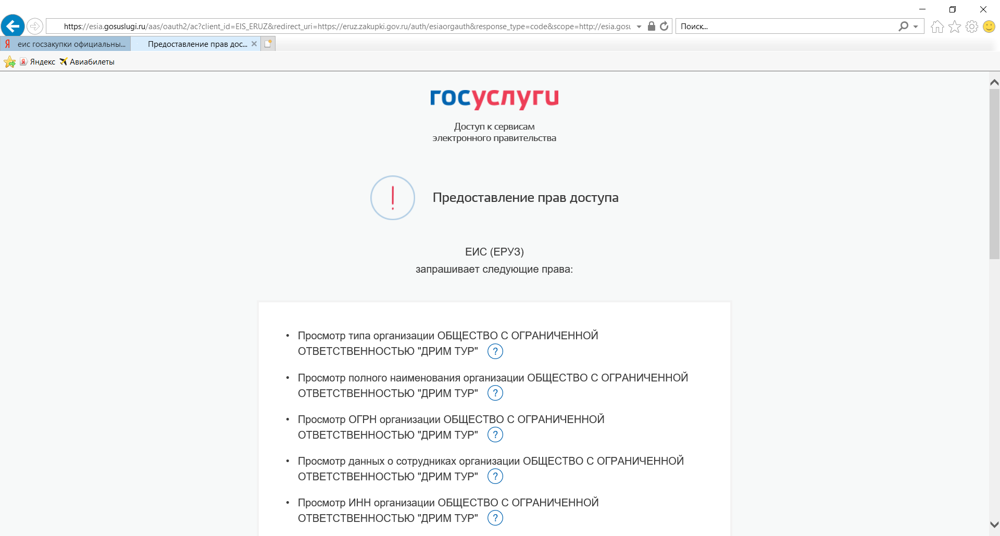 https://esia.gosuslugi.ru/aas/oauth2/ac?client_id=EIS_ERUZ&redirect_uri=https://eruz.zakupki.gov.ru/auth/esiaorgauth&response_type=code&scope=http://esia.gosu
Поиск...
Я еис госзакупки официальны...
Предоставление прав дос...
Я Яндекс Авиабилеты
госуслуги
Доступ к сервисам
электронного правительства
! Предоставление прав доступа
ЕИС (ЕРУЗ)
запрашивает следующие права:
• Просмотр типа организации ОБЩЕСТВО С ОГРАНИЧЕННОЙ
ОТВЕТСТВЕННОСТЬЮ "ДРИМ ТУР" ?
• Просмотр полного наименования организации ОБЩЕСТВО С ОГРАНИЧЕННОЙ
ОТВЕТСТВЕННОСТЬЮ "ДРИМ ТУР" ?
• Просмотр ОГРН организации ОБЩЕСТВО С ОГРАНИЧЕННОЙ
ОТВЕТСТВЕННОСТЬЮ "ДРИМ ТУР" ?
• Просмотр данных о сотрудниках организации ОБЩЕСТВО С ОГРАНИЧЕННОЙ
ОТВЕТСТВЕННОСТЬЮ "ДРИМ ТУР" ?
• Просмотр ИНН организации ОБЩЕСТВО С ОГРАНИЧЕННОЙ
ОТВЕТСТВЕННОСТЬЮ "ДРИМ ТУР" ?